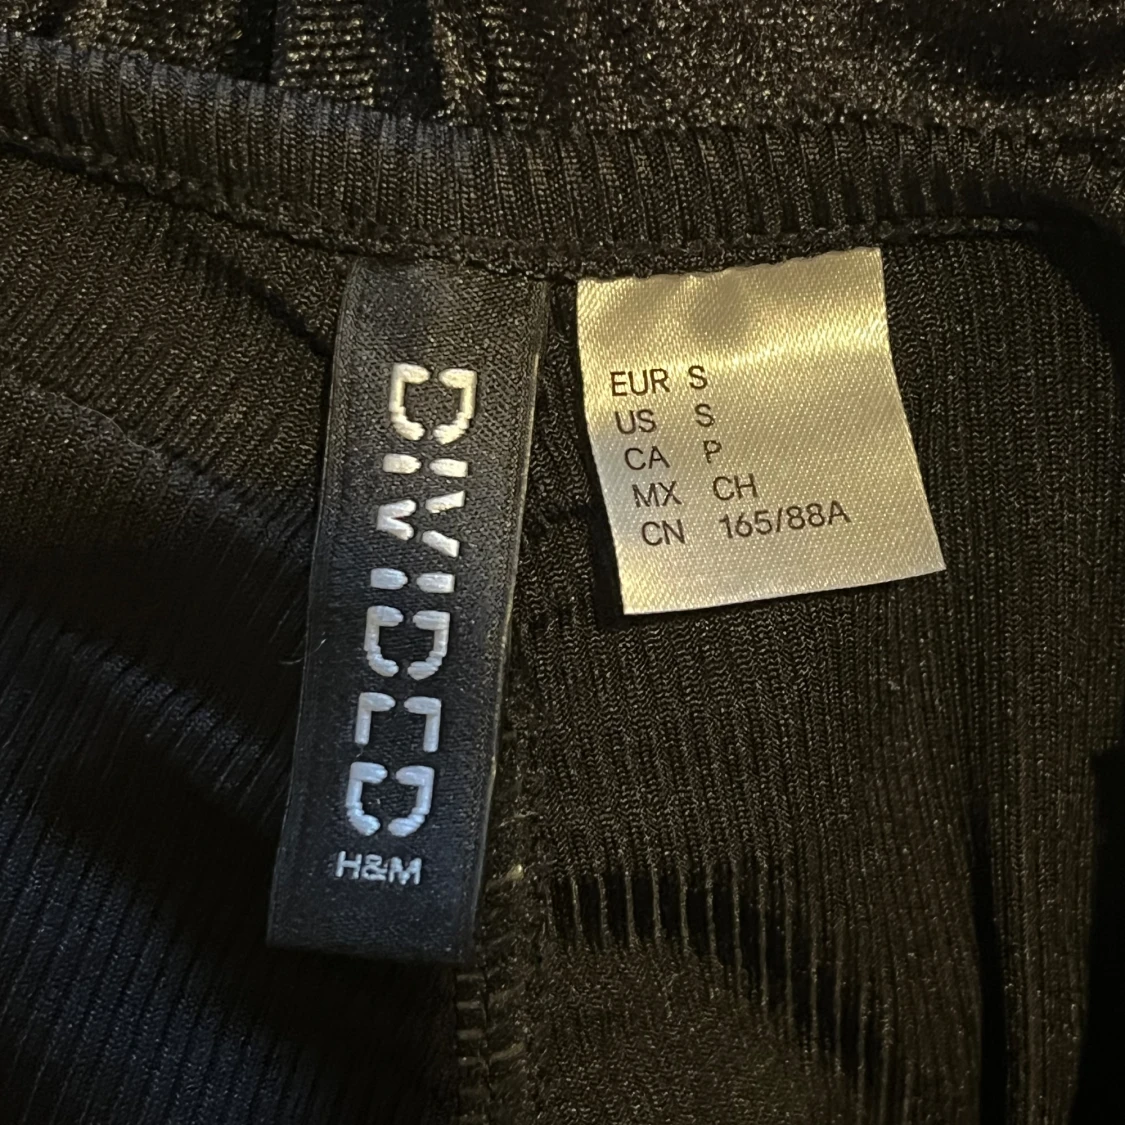 DIVIDED
H&M
EUR S
US S
CA P
MX CH
CN 165/88A